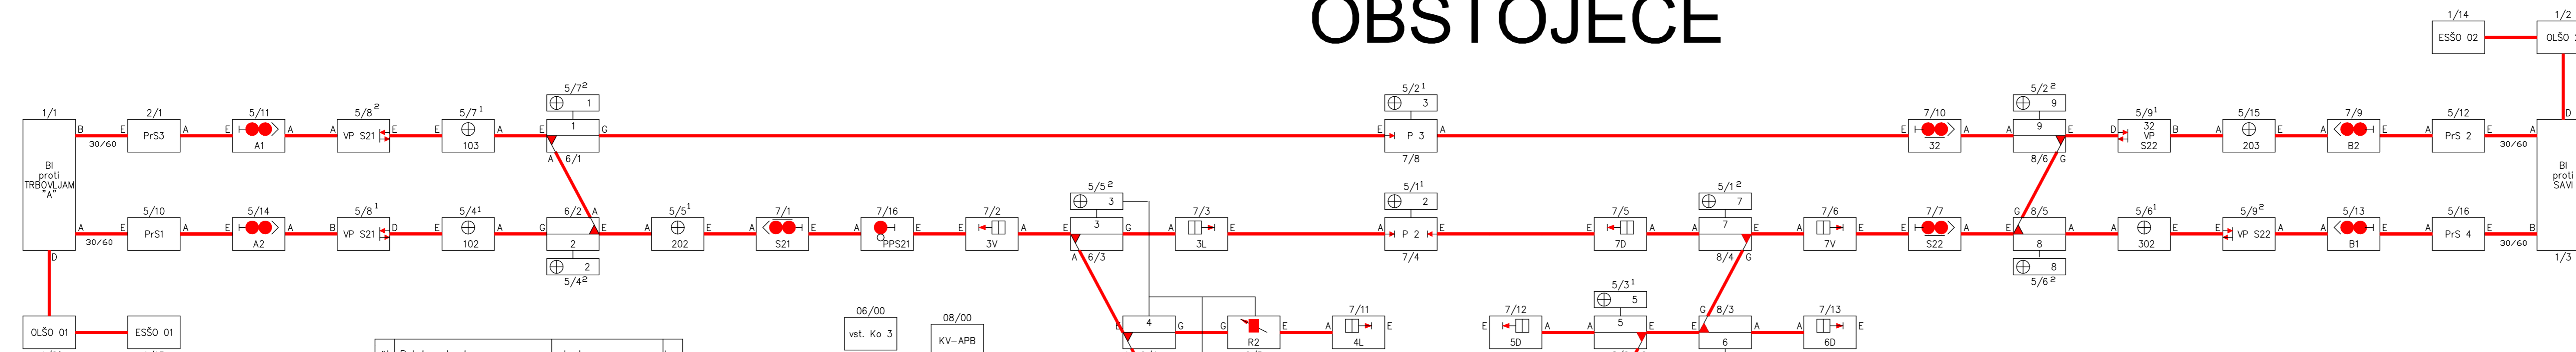 OBSTOJEČE
1/14 1/2
ESŠO 02 OLŠO
5/7² 5/2¹ 5/2²
1 3 9
1/1 2/1 5/11 5/8² 5/7¹ 7/10 5/9¹ 5/15 7/9 5/12 D
B E PrS3 A E A A VP S21 E A A E 1 G E P 3 A E A A 9 E D 32 VP S22 B A E A E A PrS 2 E A
30/60 A1 103 A 6/1 7/8 32 8/6 G 203 B2 30/60
BI proti TRBOVLJAM "A"
BI proti SAVI
5/5² 5/1¹ 5/1²
3 2 7
5/10 5/14 5/8¹ 5/4¹ 6/2 A 5/5¹ 7/1 7/16 7/2 7/3 7/5 7/6 7/7 G 8/5 5/6¹ 5/9² 5/13 5/16
A E PrS1 A E A B VP S21 D A E G E A E A E A E E A E 3 G A E A P 2 E E A A 7 E A E E A E 8 A A E E VP S22 A A E A PrS 4 E B
30/60 A2 102 2 202 S21 PPS21 3V A 6/3 3L 7/4 7D 8/4 G 7V S22 8 302 B1 30/60
D 2 8 1/3
5/4² 5/6²
5/3¹
5
06/00 08/00 7/11 7/12 G 8/3 7/13
OLŠO 01 ESŠO 01 vst. Ko 3 KV-APB 4 G G E A E E A A 5 E E A A E
R2 4L 5D 6 6D